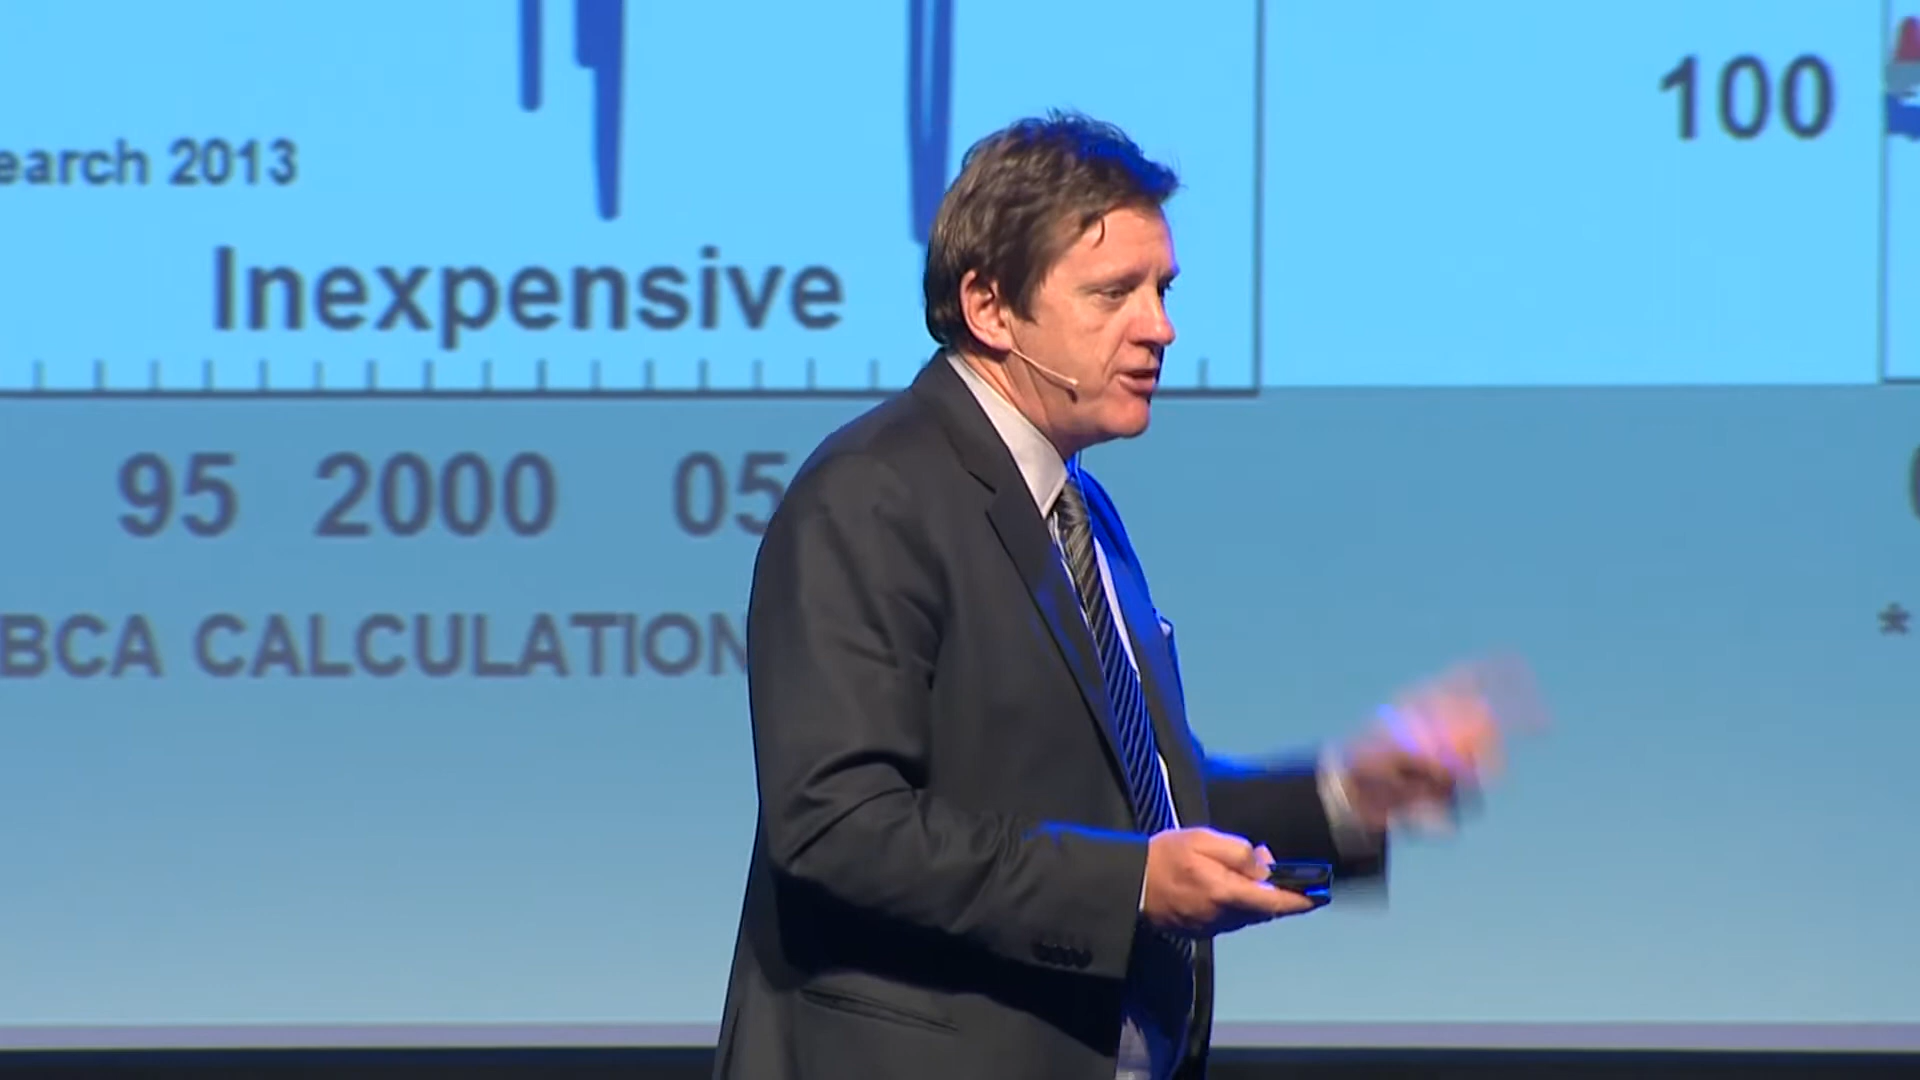 100
earch 2013
Inexpensive
95 2000 05
BCA CALCULATION
*